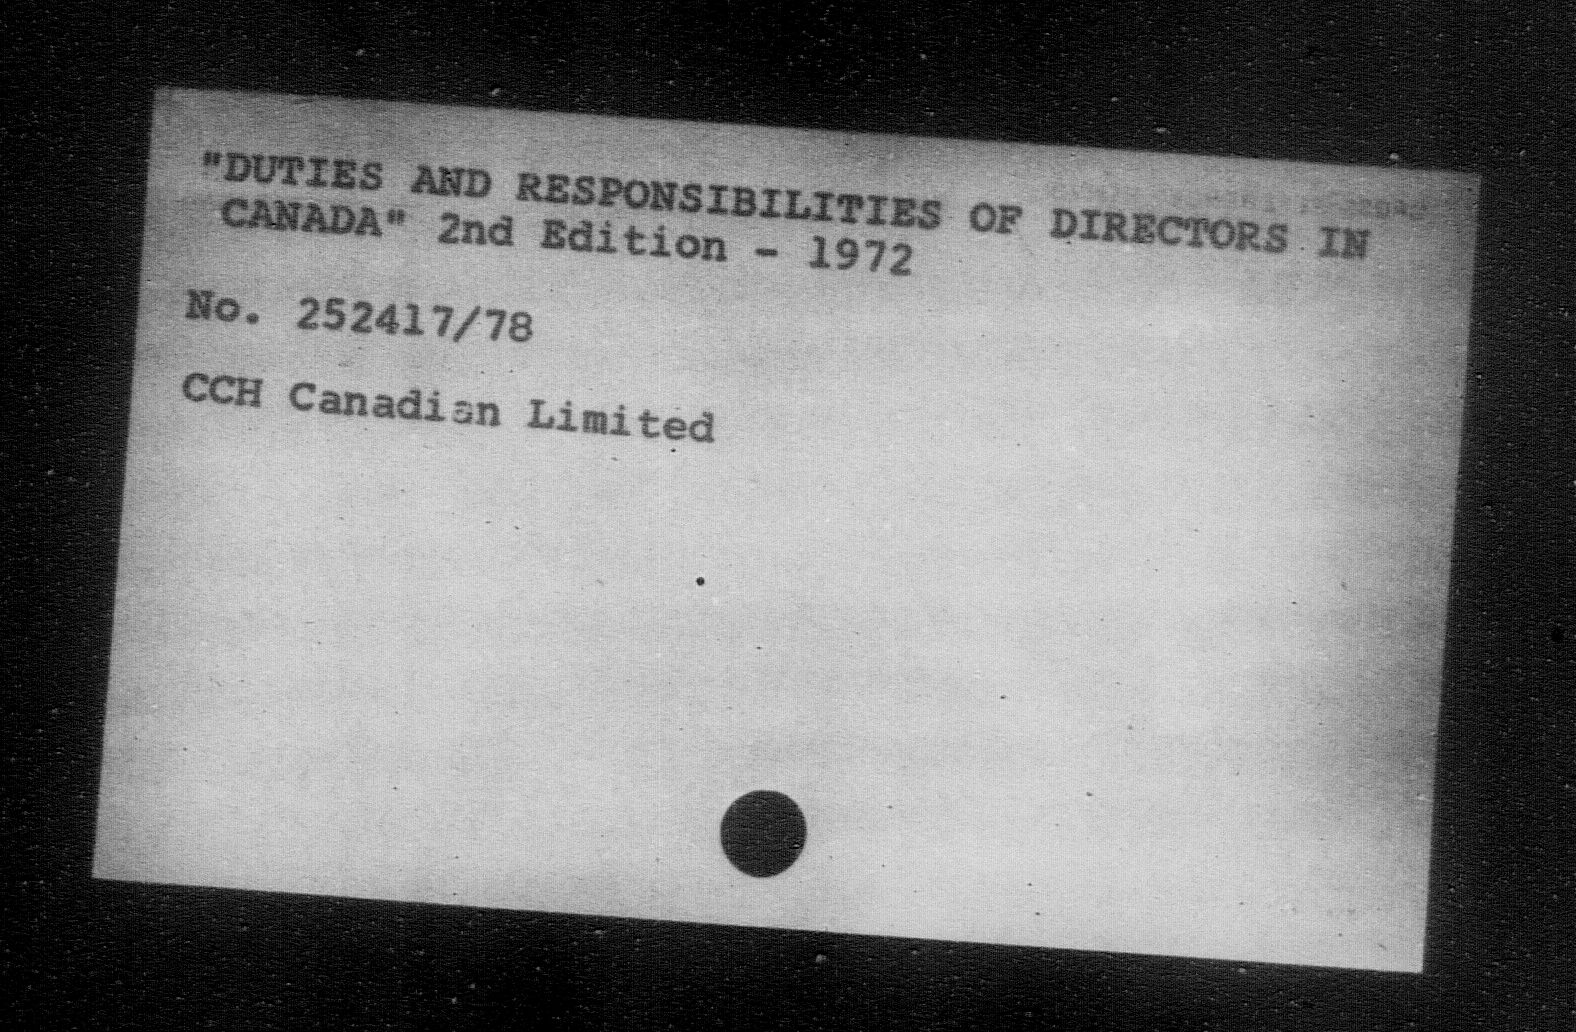 "DUTIES AND RESPONSIBILITIES OF DIRECTORS IN
CANADA" 2nd Edition - 1972
No. 252417/78
CCH Canadian Limited